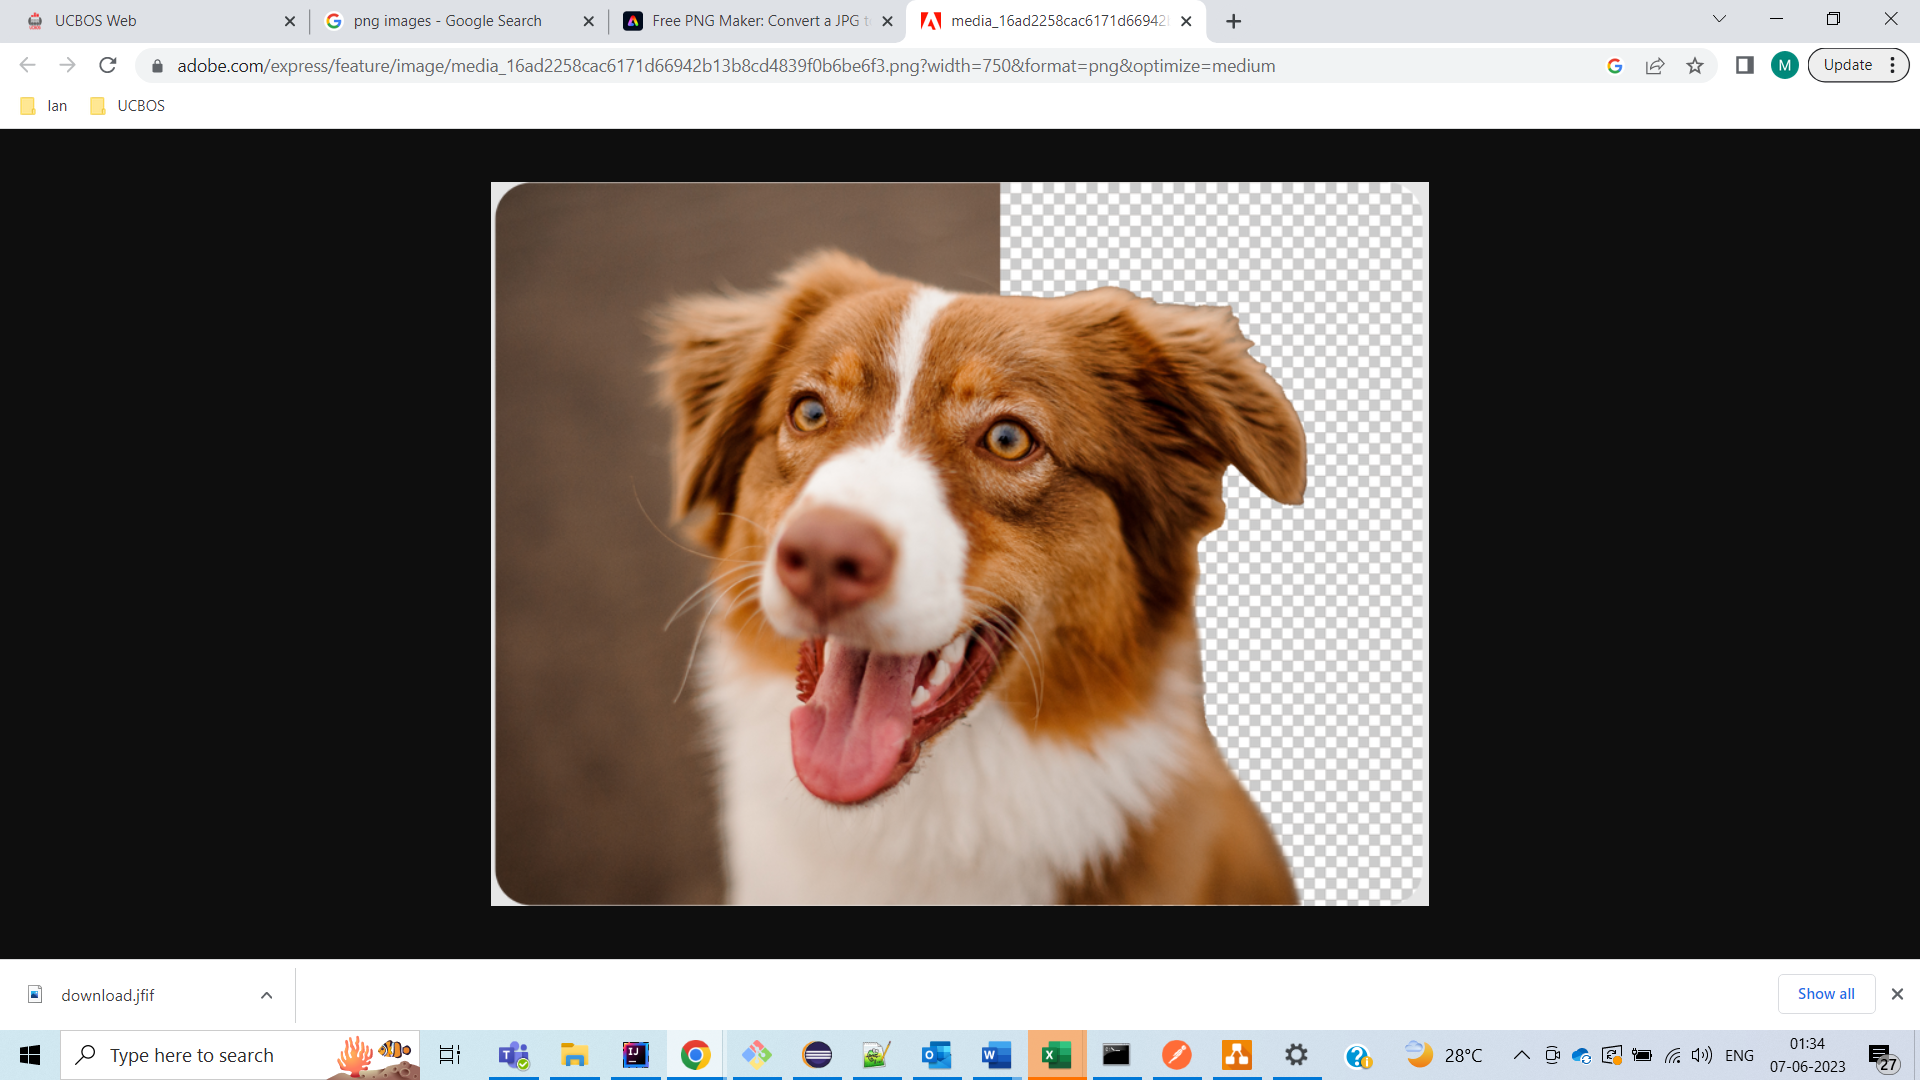 UCBOS Web
png images - Google Search
Free PNG Maker: Convert a JPG t
media_16ad2258cac6171d66942
adobe.com/express/feature/image/media_16ad2258cac6171d66942b13b8cd4839f0b6be6f3.png?width=750&format=png&optimize=medium
M
Update
Ian
UCBOS
download.jfif
Show all
Type here to search
28°C
ENG
01:34
07-06-2023
27